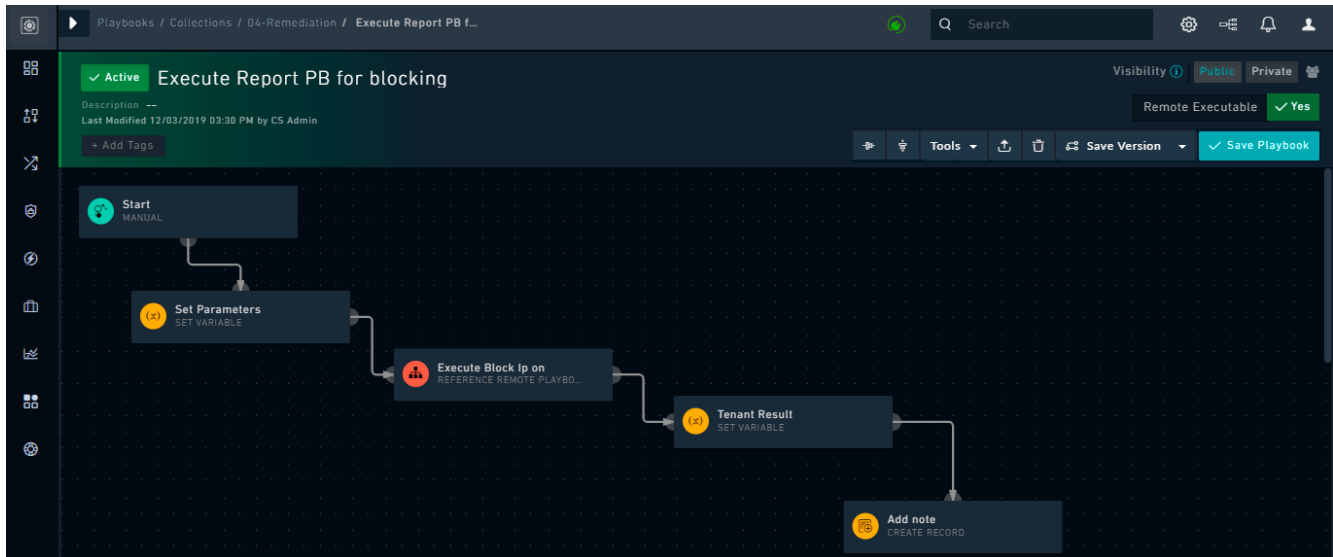 Playbooks / Collections / 04-Remediation / Execute Report PB f...
Search
Active Execute Report PB for blocking
Visibility Public Private
Description --
Remote Executable Yes
Last Modified 12/03/2019 03:30 PM by CS Admin
+ Add Tags
Tools Save Version Save Playbook
Start
MANUAL
Set Parameters
SET VARIABLE
(x)
Execute Block Ip on
REFERENCE REMOTE PLAYBO...
Tenant Result
SET VARIABLE
(x)
Add note
CREATE RECORD